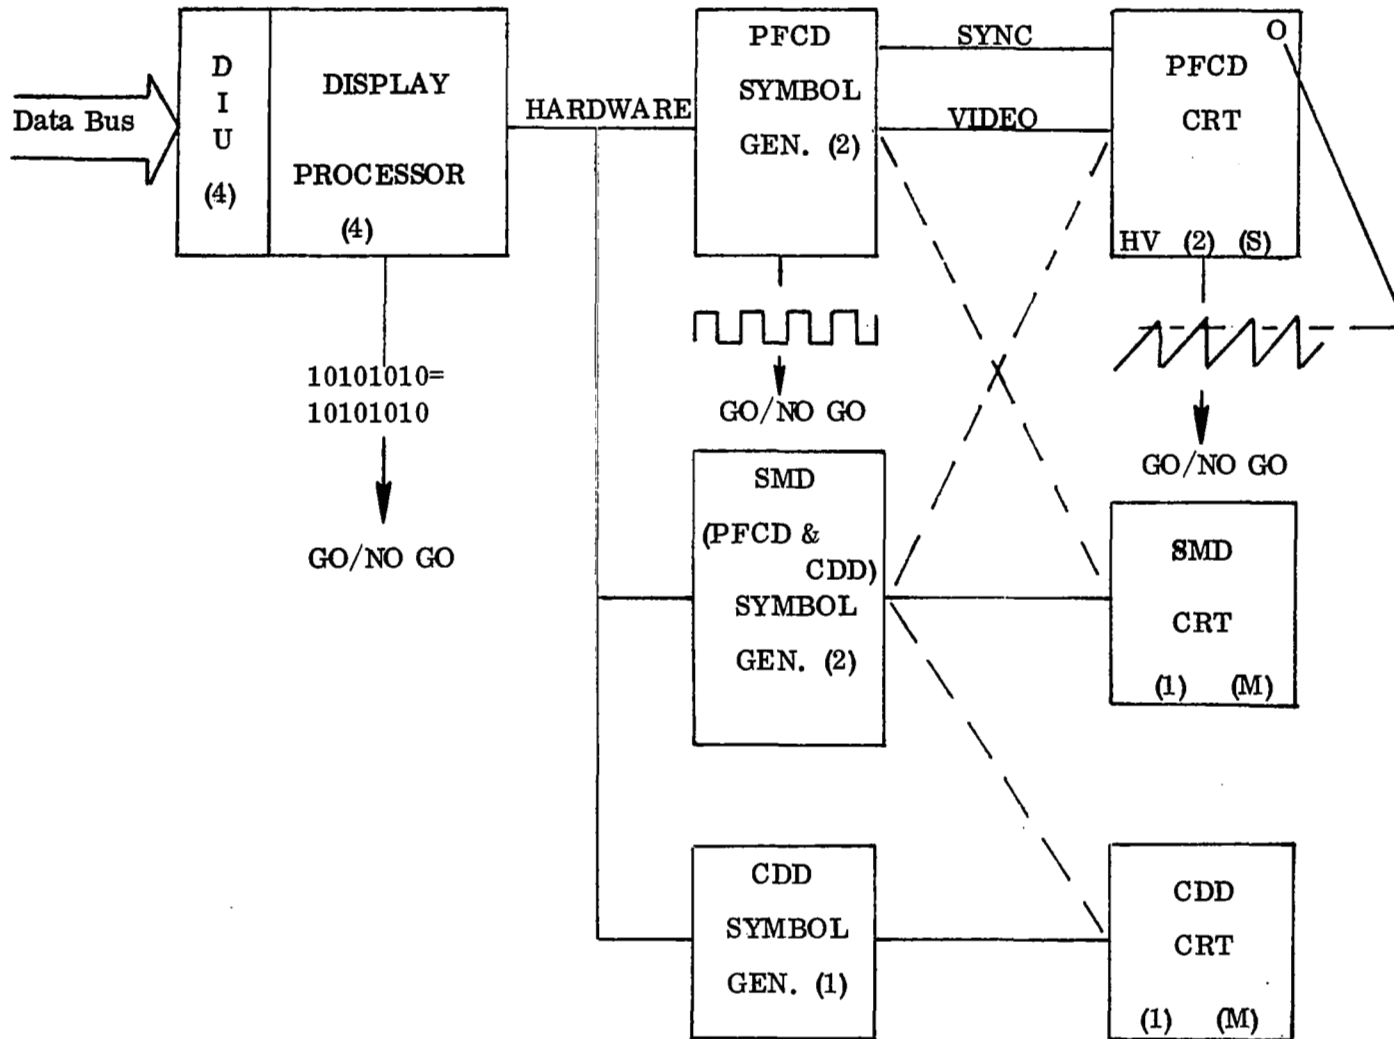 Data Bus
D
I
U
(4)
DISPLAY
PROCESSOR
(4)
HARDWARE
10101010=
10101010
GO/NO GO
PFCD
SYMBOL
GEN. (2)
GO/NO GO
SYNC
VIDEO
PFCD
CRT
HV (2) (S)
O
GO/NO GO
SMD
(PFCD &
CDD)
SYMBOL
GEN. (2)
SMD
CRT
(1) (M)
CDD
SYMBOL
GEN. (1)
CDD
CRT
(1) (M)